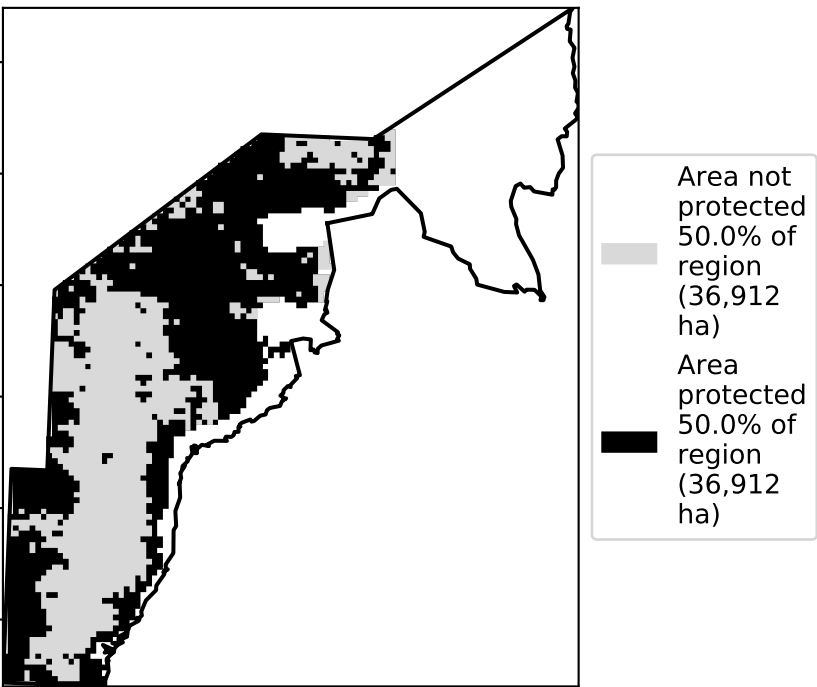 Area not
protected
50.0% of
region
(36,912
ha)
Area
protected
50.0% of
region
(36,912
ha)